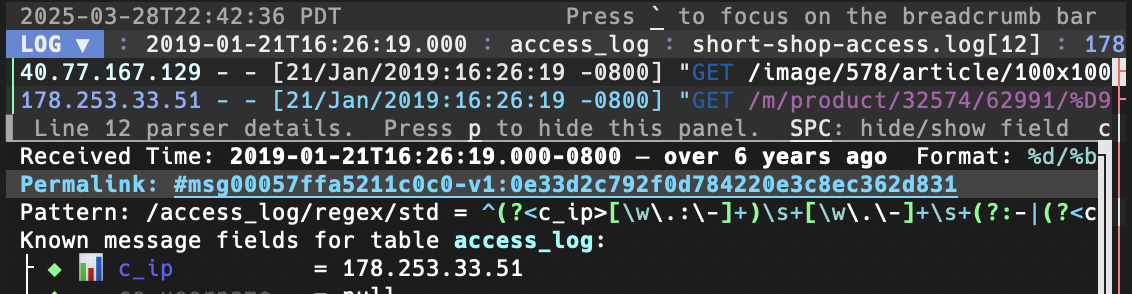 2025-03-28T22:42:36 PDT Press ` to focus on the breadcrumb bar
LOG ▼ : 2019-01-21T16:26:19.000 : access_log : short-shop-access.log[12] : 178
40.77.167.129 - - [21/Jan/2019:16:26:19 -0800] "GET /image/578/article/100x100
178.253.33.51 - - [21/Jan/2019:16:26:19 -0800] "GET /m/product/32574/62991/%D9
Line 12 parser details. Press p to hide this panel. SPC: hide/show field c
Received Time: 2019-01-21T16:26:19.000-0800 — over 6 years ago Format: %d/%b
Permalink: #msg00057ffa5211c0c0-v1:0e33d2c792f0d784220e3c8ec362d831
Pattern: /access_log/regex/std = ^(?<c_ip>[\w\.:\-]+)\s+[\w\.\-]+\s+(?:-|(?<c
Known message fields for table access_log:
c_ip = 178.253.33.51
cs_username = null